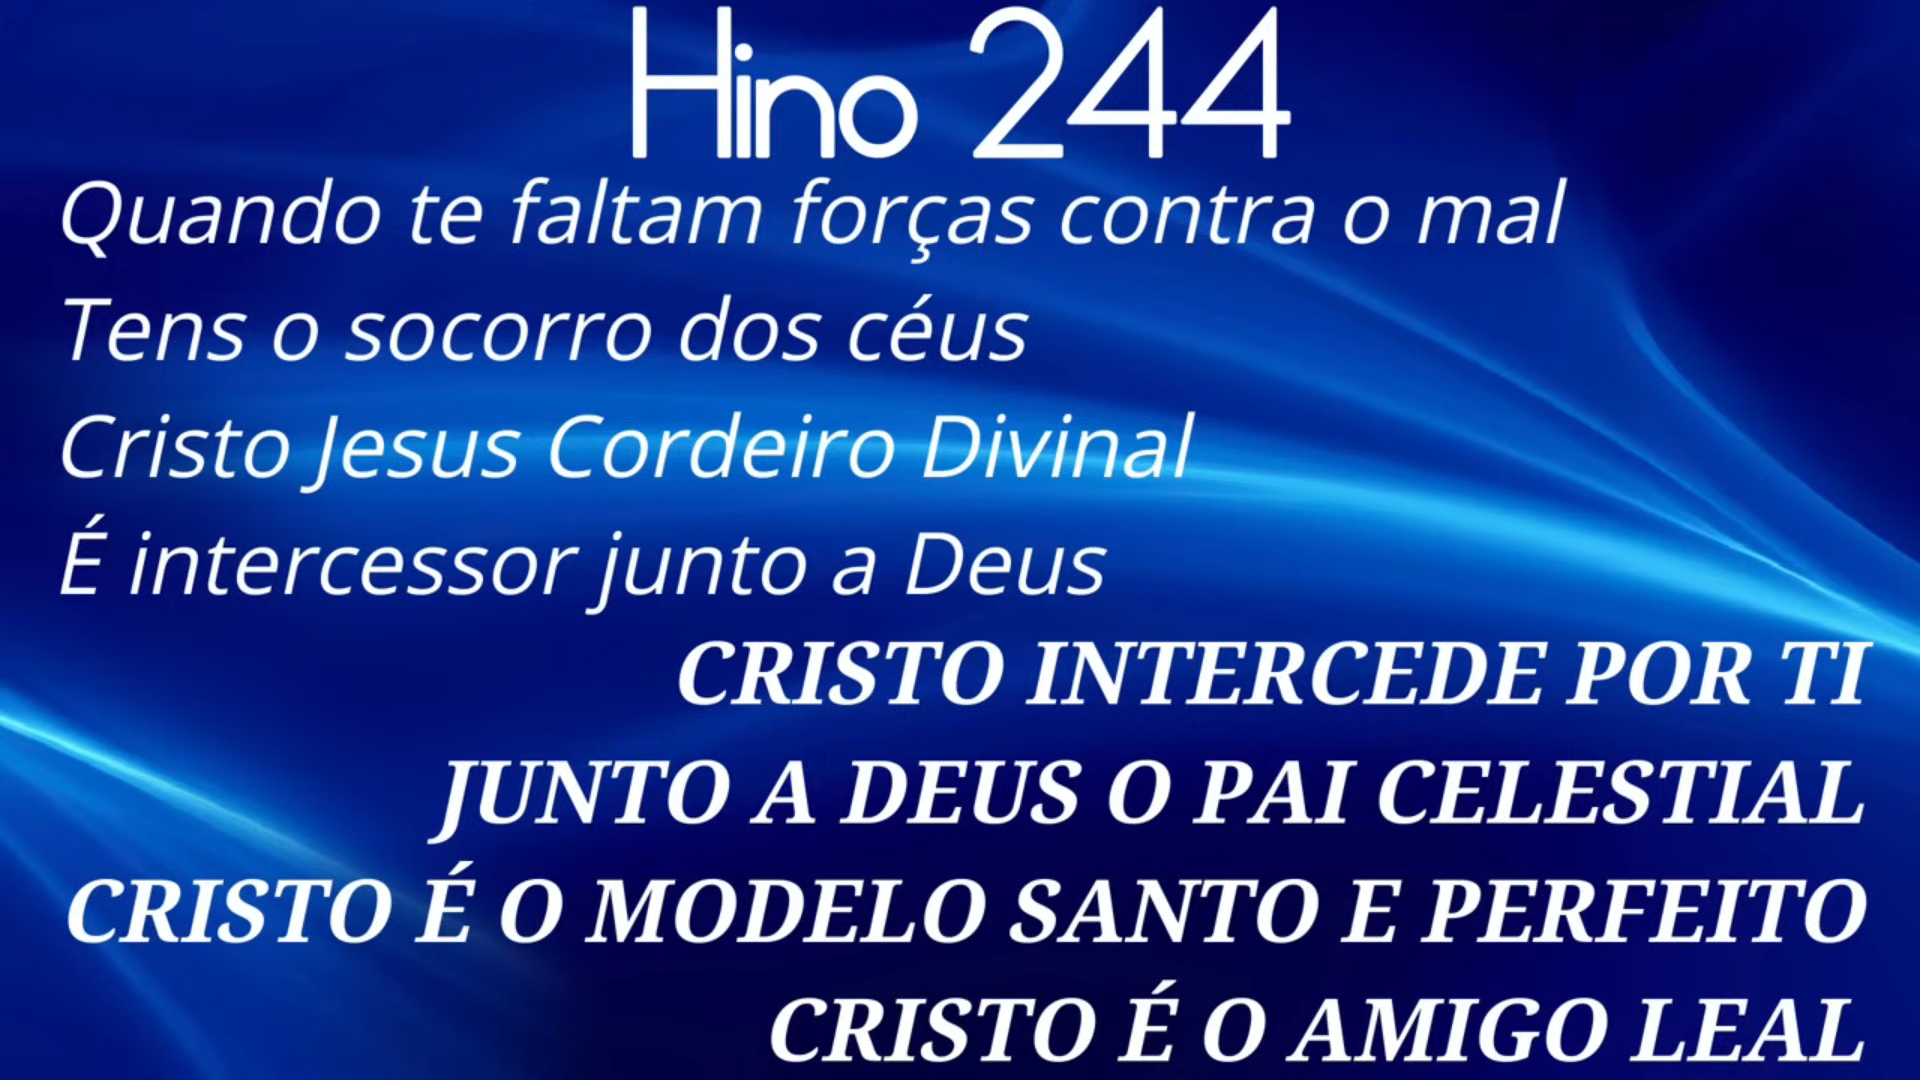 Hino 244
Quando te faltam forças contra o mal
Tens o socorro dos céus
Cristo Jesus Cordeiro Divinal
É intercessor junto a Deus
CRISTO INTERCEDE POR TI
JUNTO A DEUS O PAI CELESTIAL
CRISTO É O MODELO SANTO E PERFEITO
CRISTO É O AMIGO LEAL